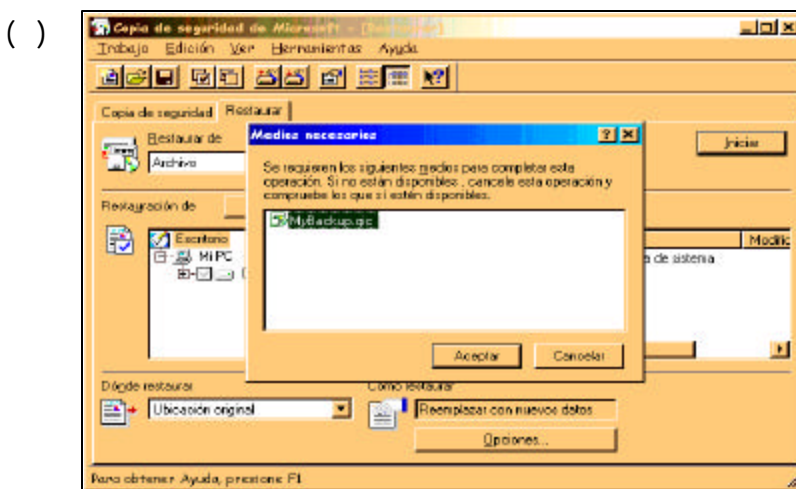 ( )
Copia de seguridad de Microsoft - [
Trabajo Edición Ver Herramientas Ayuda
Copia de seguridad Restaurar
Restaurar de
Archivo
Iniciar
Restauración de
Escritorio
Mi PC
Modific
a de sistema
Medios necesarios
Se requieren los siguientes medios para completar esta
operación. Si no están disponibles , cancele esta operación y
compruebe los que sí estén disponibles.
MyBackup.qic
Aceptar Cancelar
Dónde restaurar
Ubicación original
Cómo restaurar
Reemplazar con nuevos datos
Opciones...
Para obtener Ayuda, presione F1